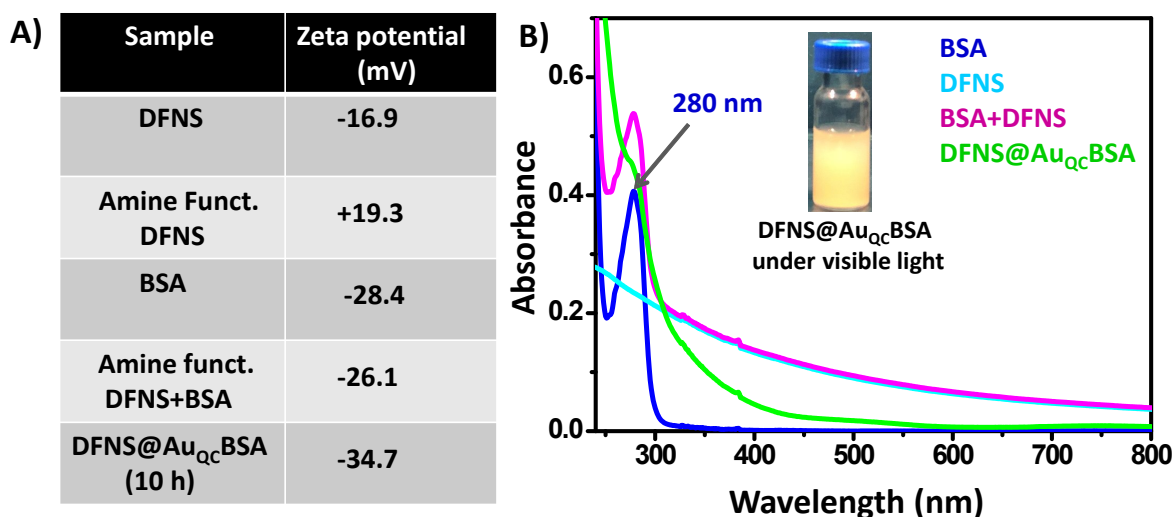 A)
Sample Zeta potential
(mV)
DFNS -16.9
Amine Funct.
DFNS +19.3
BSA -28.4
Amine funct.
DFNS+BSA -26.1
DFNS@AuQCBSA
(10 h) -34.7
B)
Absorbance
0.6
0.4
0.2
0.0
280 nm
BSA
DFNS
BSA+DFNS
DFNS@AuQCBSA
DFNS@AuQCBSA
under visible light
300 400 500 600 700 800
Wavelength (nm)